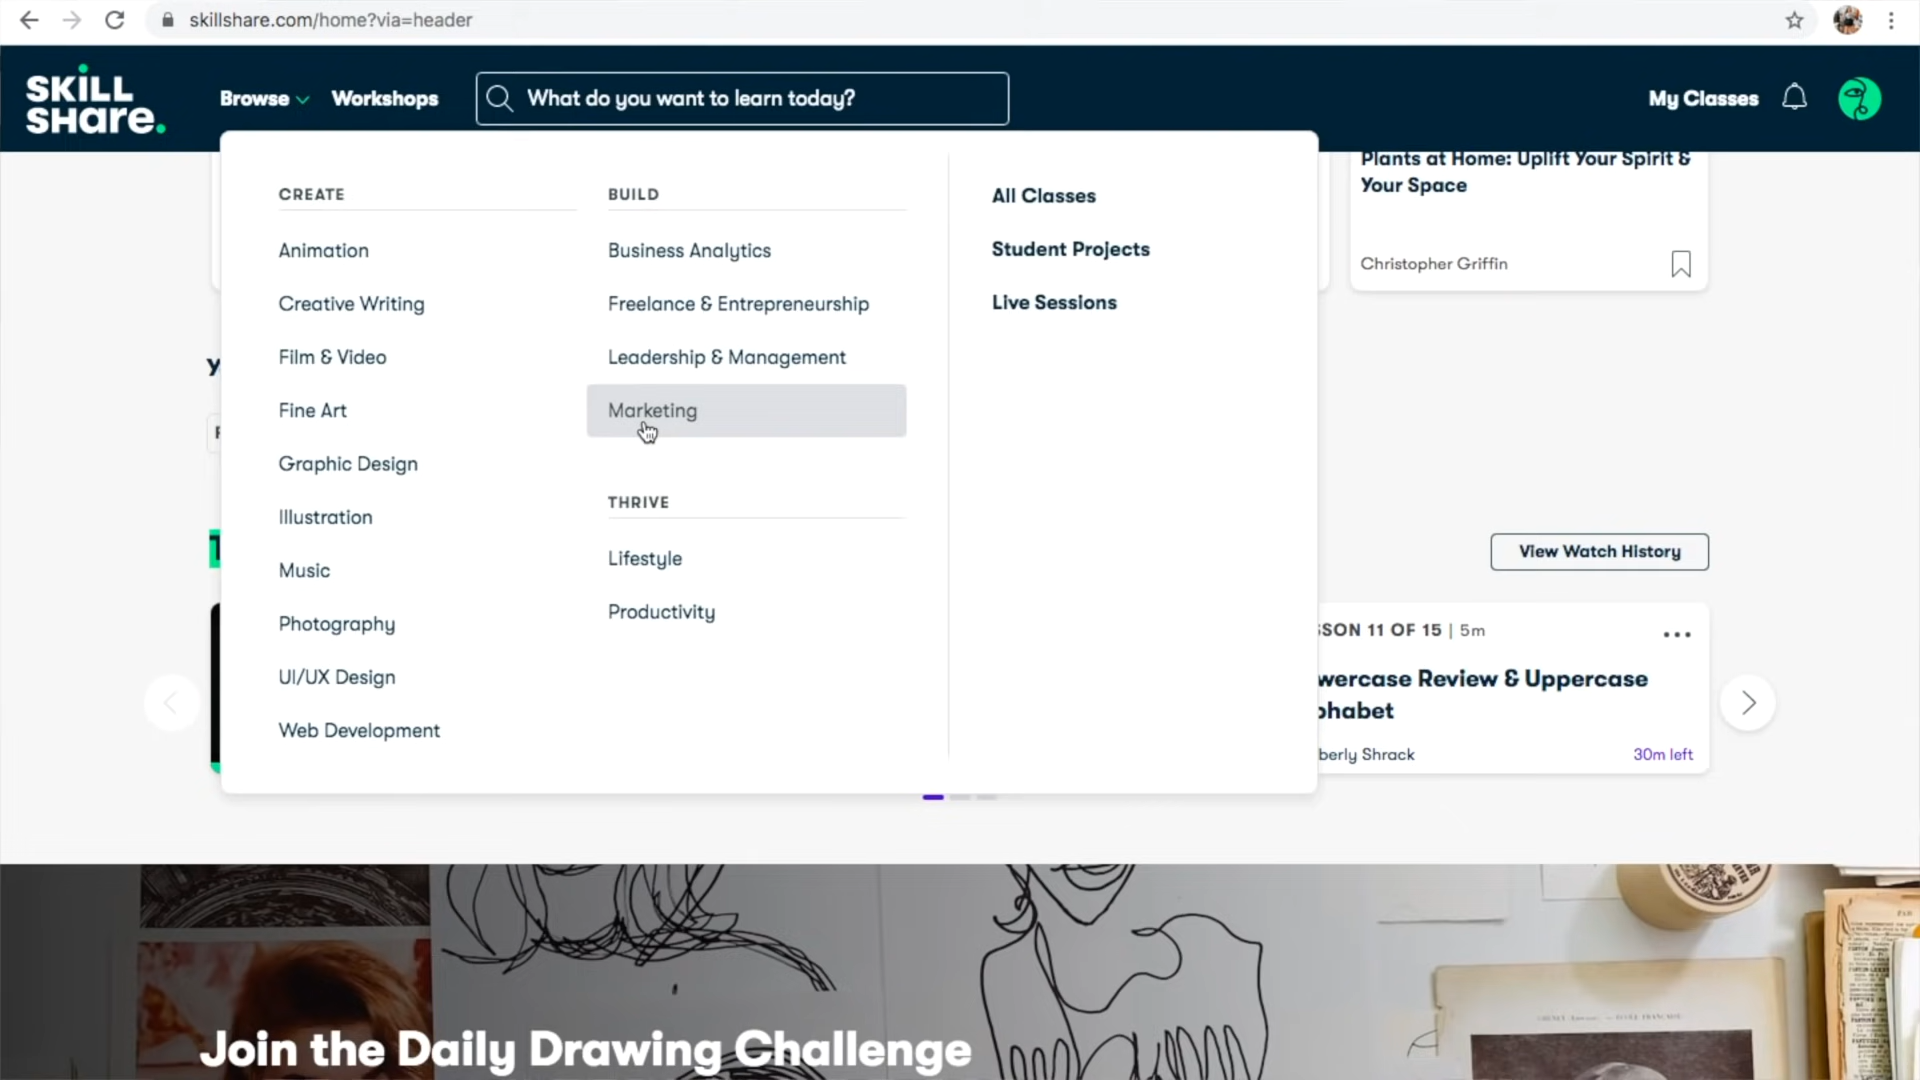 skillshare.com/home?via=header
SKILL
SHare.
Browse
Workshops
What do you want to learn today?
My Classes
CREATE
Animation
Creative Writing
Film & Video
Fine Art
Graphic Design
Illustration
Music
Photography
UI/UX Design
Web Development
BUILD
Business Analytics
Freelance & Entrepreneurship
Leadership & Management
Marketing
THRIVE
Lifestyle
Productivity
All Classes
Student Projects
Live Sessions
Plants at Home: Uplift Your Spirit &
Your Space
Christopher Griffin
View Watch History
SSON 11 OF 15 | 5m
wercase Review & Uppercase
phabet
berly Shrack
30m left
Join the Daily Drawing Challenge